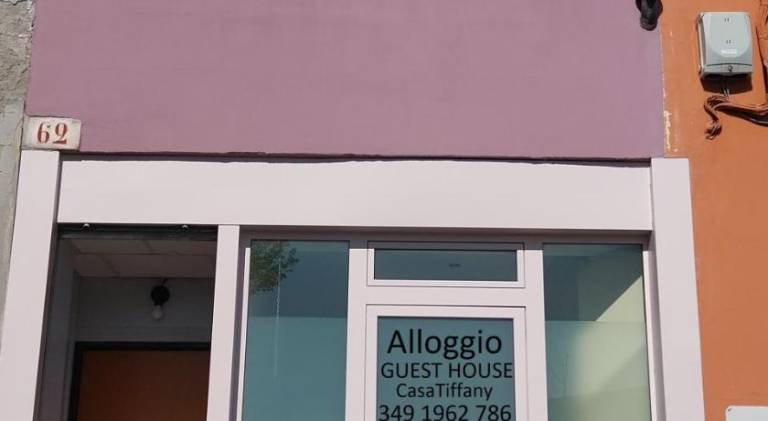 62
Alloggio
GUEST HOUSE
CasaTiffany
349 1962 786